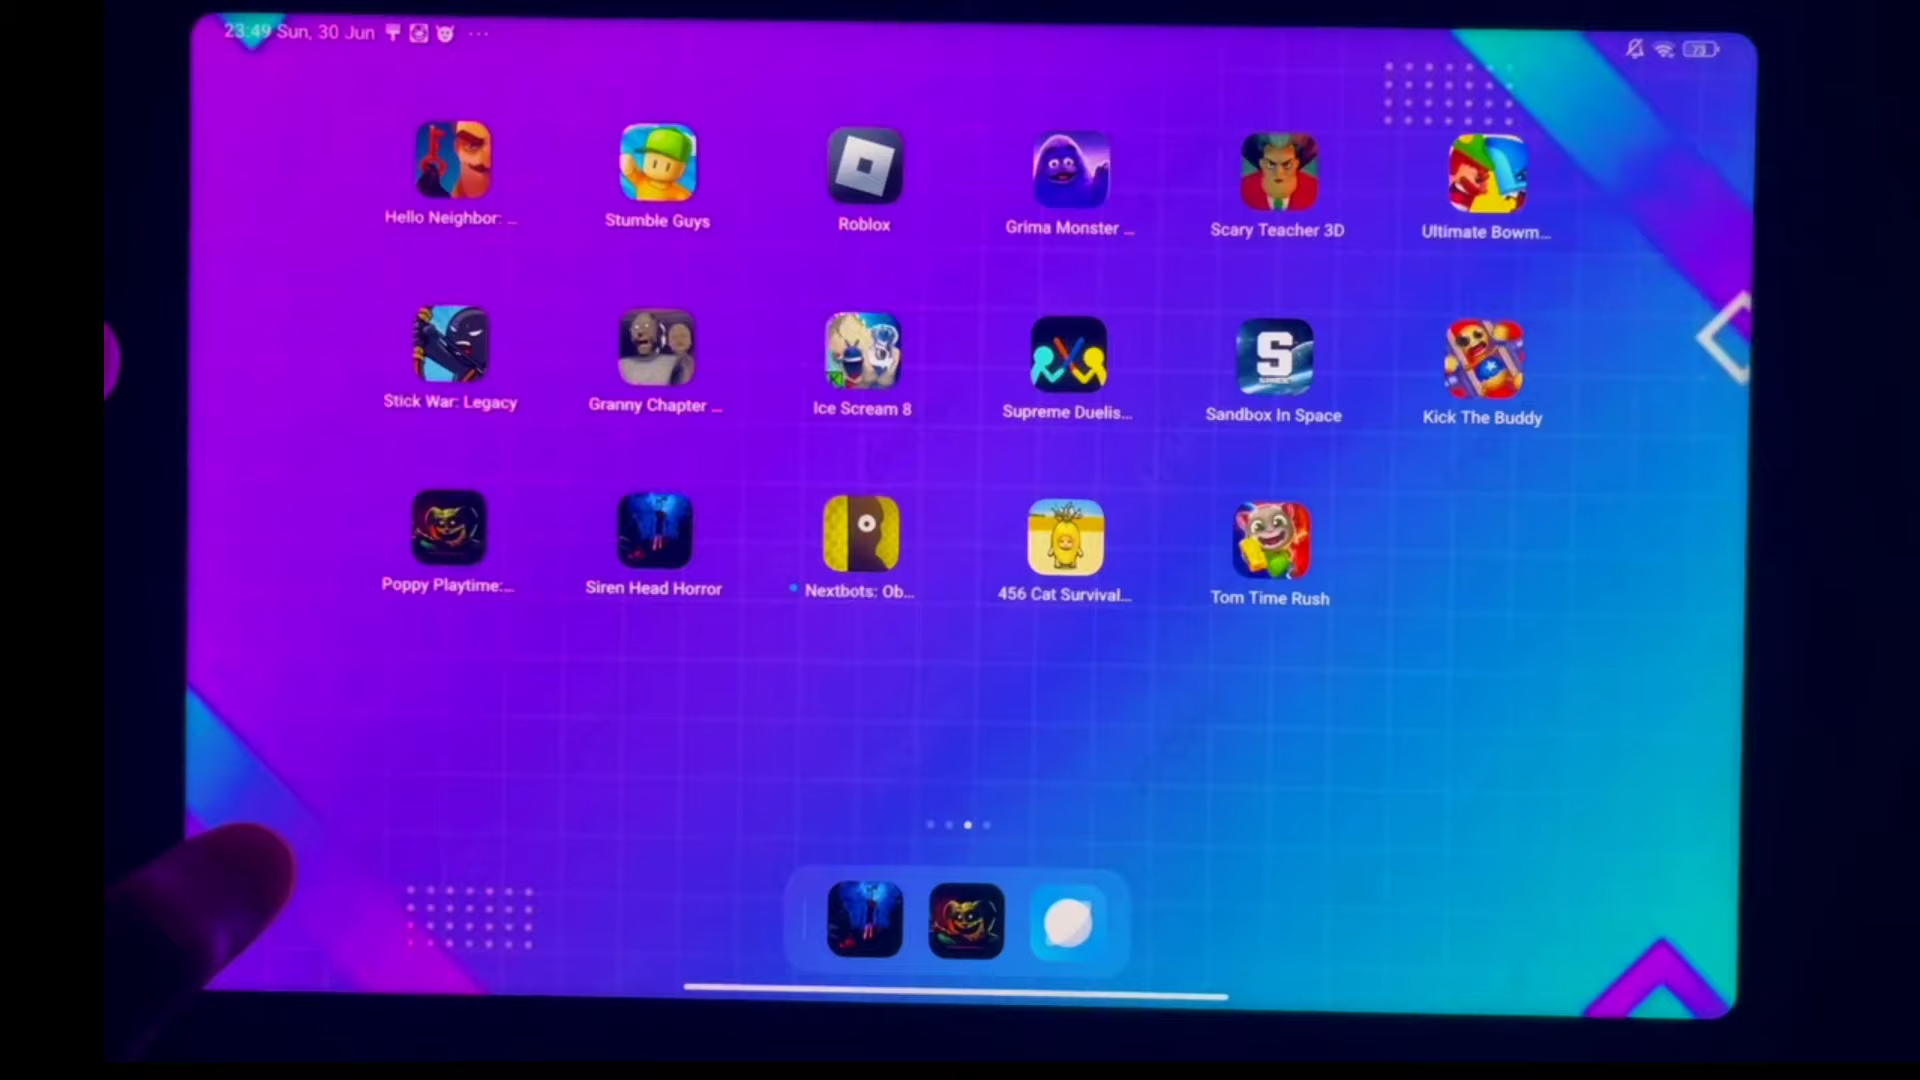 23:49 Sun, 30 Jun
73
Hello Neighbor: ...
Stumble Guys
Roblox
Grima Monster ...
Scary Teacher 3D
Ultimate Bowm...
Stick War: Legacy
Granny Chapter ...
Ice Scream 8
Supreme Duelis...
Sandbox In Space
Kick The Buddy
Poppy Playtime:...
Siren Head Horror
Nextbots: Ob...
456 Cat Survival...
Tom Time Rush